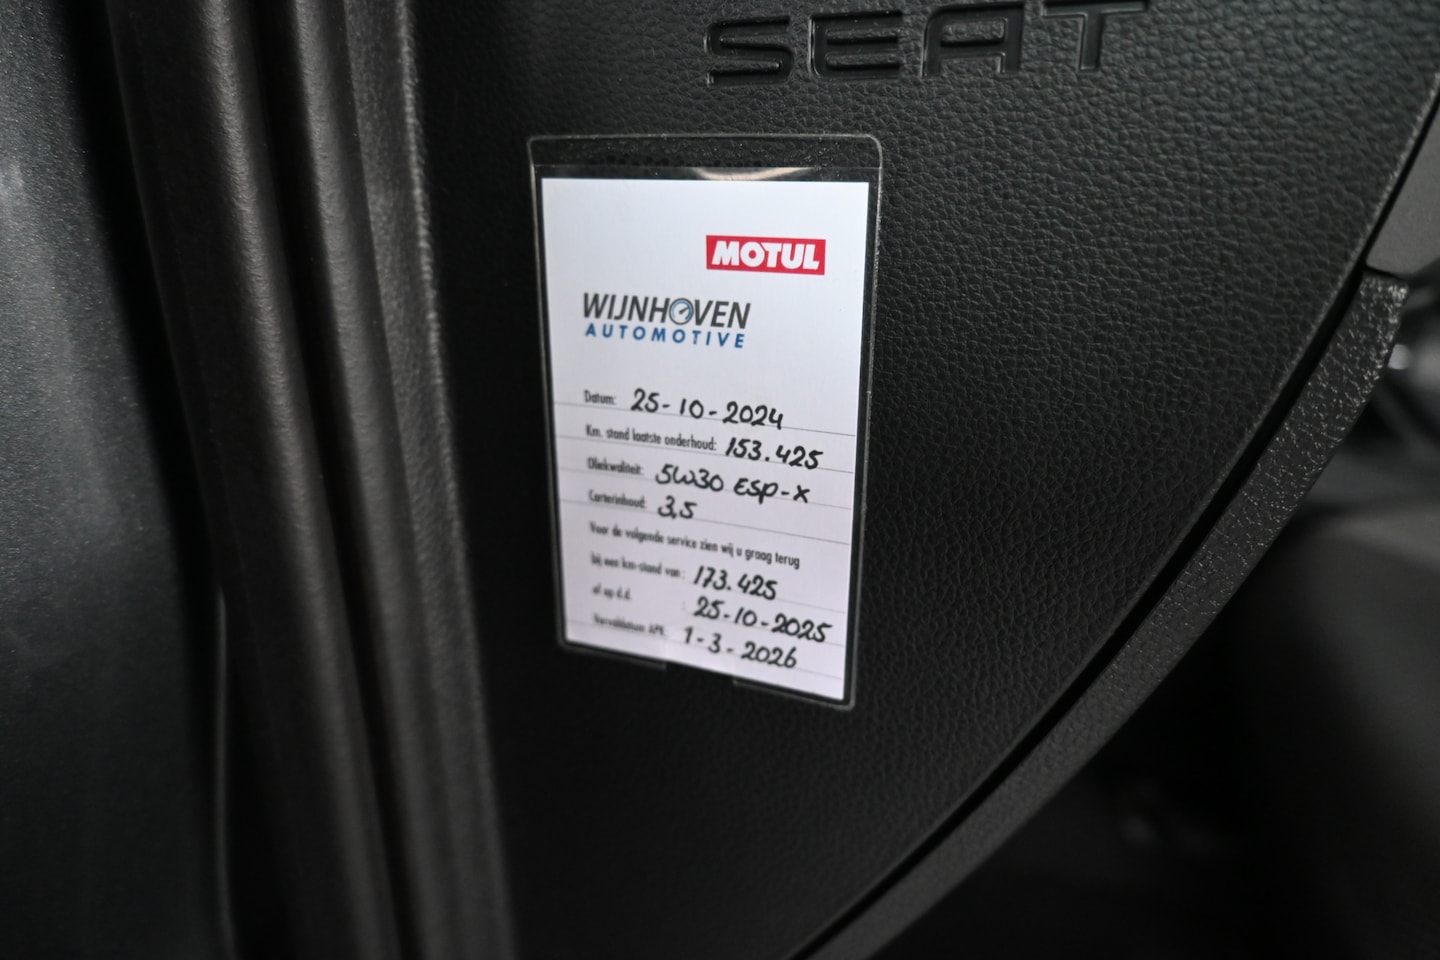 SEAT
MOTUL
WIJNHOVEN
AUTOMOTIVE
Datum: 25-10-2024
Km. stand laatste onderhoud: 153.425
Oliekwaliteit: 5W30 ESP-X
Carterinhoud: 3,5
Voor de volgende service zien wij u graag terug
bij een km-stand van: 173.425
of op d.d. : 25-10-2025
Vervaldatum APK: 1-3-2026